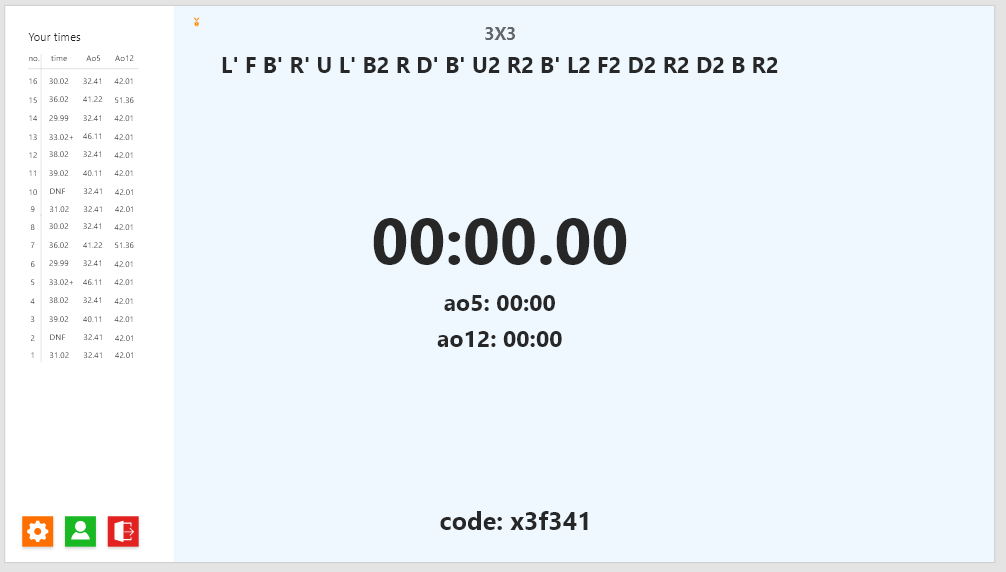 Your times
no. time Ao5 Ao12
16 30.02 32.41 42.01
15 36.02 41.22 51.36
14 29.99 32.41 42.01
13 33.02+ 46.11 42.01
12 38.02 32.41 42.01
11 39.02 40.11 42.01
10 DNF 32.41 42.01
9 31.02 32.41 42.01
8 30.02 32.41 42.01
7 36.02 41.22 51.36
6 29.99 32.41 42.01
5 33.02+ 46.11 42.01
4 38.02 32.41 42.01
3 39.02 40.11 42.01
2 DNF 32.41 42.01
1 31.02 32.41 42.01
3X3
L' F B' R' U L' B2 R D' B' U2 R2 B' L2 F2 D2 R2 D2 B R2
00:00.00
ao5: 00:00
ao12: 00:00
code: x3f341